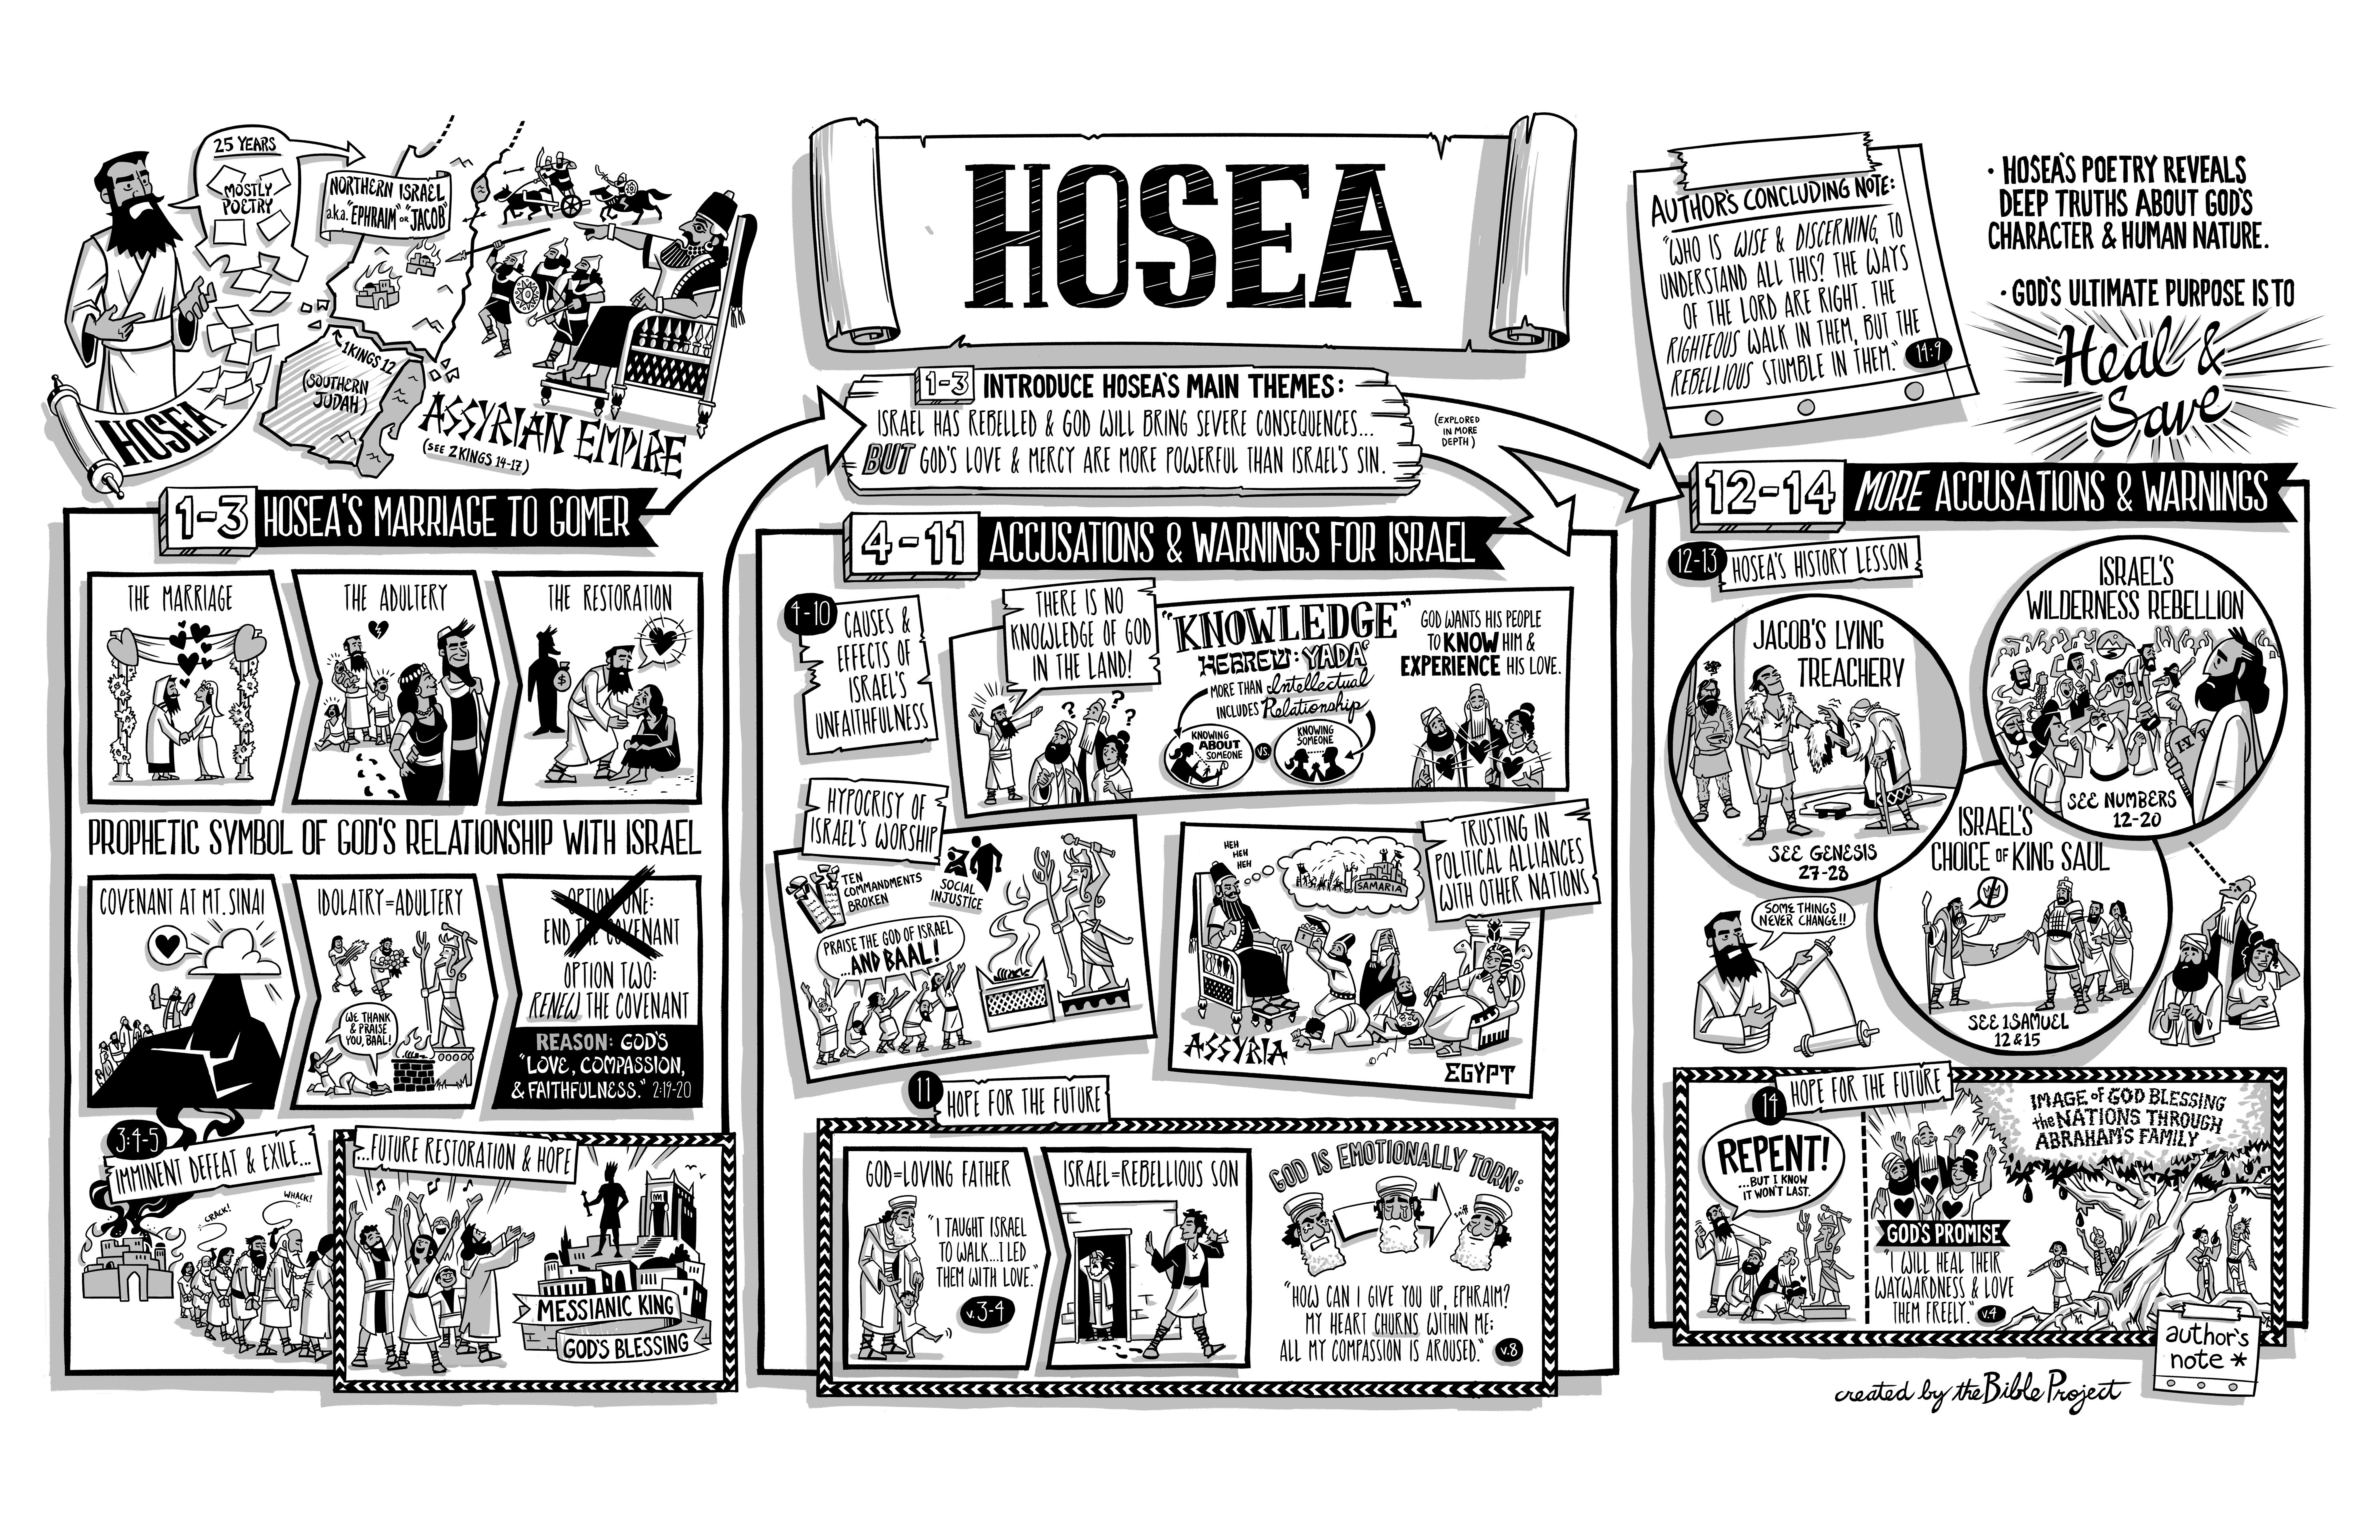 25 YEARS
MOSTLY
POETRY
NORTHERN ISRAEL
a.k.a. "EPHRAIM" OR "JACOB"
1 KINGS 12
(SOUTHERN
JUDAH)
HOSEA
ASSYRIAN EMPIRE
(SEE 2 KINGS 14-17)
HOSEA
1-3 INTRODUCE HOSEA'S MAIN THEMES:
ISRAEL HAS REBELLED & GOD WILL BRING SEVERE CONSEQUENCES...
BUT GOD'S LOVE & MERCY ARE MORE POWERFUL THAN ISRAEL'S SIN.
(EXPLORED
IN MORE
DEPTH)
AUTHOR'S CONCLUDING NOTE:
"WHO IS WISE & DISCERNING, TO
UNDERSTAND ALL THIS? THE WAYS
OF THE LORD ARE RIGHT. THE
RIGHTEOUS WALK IN THEM, BUT THE
REBELLIOUS STUMBLE IN THEM."
14:9
• HOSEA'S POETRY REVEALS
DEEP TRUTHS ABOUT GOD'S
CHARACTER & HUMAN NATURE.
• GOD'S ULTIMATE PURPOSE IS TO
Heal &
Save
1-3 HOSEA'S MARRIAGE TO GOMER
THE MARRIAGE
THE ADULTERY
THE RESTORATION
$
PROPHETIC SYMBOL OF GOD'S RELATIONSHIP WITH ISRAEL
COVENANT AT MT. SINAI
IDOLATRY=ADULTERY
WE THANK
& PRAISE
YOU, BAAL!
OPTION ONE:
END THE COVENANT
OPTION TWO:
RENEW THE COVENANT
REASON: GOD'S
"LOVE, COMPASSION,
& FAITHFULNESS." 2:19-20
3:4-5
IMMINENT DEFEAT & EXILE...
CRACK!
WHACK!
...FUTURE RESTORATION & HOPE
MESSIANIC KING
GOD'S BLESSING
4-11 ACCUSATIONS & WARNINGS FOR ISRAEL
4-10
CAUSES &
EFFECTS OF
ISRAEL'S
UNFAITHFULNESS
THERE IS NO
KNOWLEDGE OF GOD
IN THE LAND!
? ? ?
"KNOWLEDGE"
HEBREW: YADA'
MORE THAN Intellectual
INCLUDES Relationship
KNOWING
ABOUT
SOMEONE
VS.
KNOWING
SOMEONE
GOD WANTS HIS PEOPLE
TO KNOW HIM &
EXPERIENCE HIS LOVE.
HYPOCRISY OF
ISRAEL'S WORSHIP
TEN
COMMANDMENTS
BROKEN
SOCIAL
INJUSTICE
PRAISE THE GOD OF ISRAEL
...AND BAAL!
TRUSTING IN
POLITICAL ALLIANCES
WITH OTHER NATIONS
HEH
HEH
HEH
SAMARIA
ASSYRIA
EGYPT
11
HOPE FOR THE FUTURE
GOD=LOVING FATHER
"I TAUGHT ISRAEL
TO WALK...I LED
THEM WITH LOVE."
v. 3-4
ISRAEL=REBELLIOUS SON
GOD IS EMOTIONALLY TORN:
sniff
"HOW CAN I GIVE YOU UP, EPHRAIM?
MY HEART CHURNS WITHIN ME;
ALL MY COMPASSION IS AROUSED."
v.8
12-14 MORE ACCUSATIONS & WARNINGS
12-13
HOSEA'S HISTORY LESSON
JACOB'S LYING
TREACHERY
SEE GENESIS
27-28
ISRAEL'S
WILDERNESS REBELLION
I-V
SEE NUMBERS
12-20
ISRAEL'S
CHOICE OF KING SAUL
SEE 1 SAMUEL
12 & 15
SOME THINGS
NEVER CHANGE!!
14
HOPE FOR THE FUTURE
REPENT!
...BUT I KNOW
IT WON'T LAST.
GOD'S PROMISE
"I WILL HEAL THEIR
WAYWARDNESS & LOVE
THEM FREELY."
v.4
IMAGE of GOD BLESSING
the NATIONS THROUGH
ABRAHAM'S FAMILY
author's
note *
created by the Bible Project